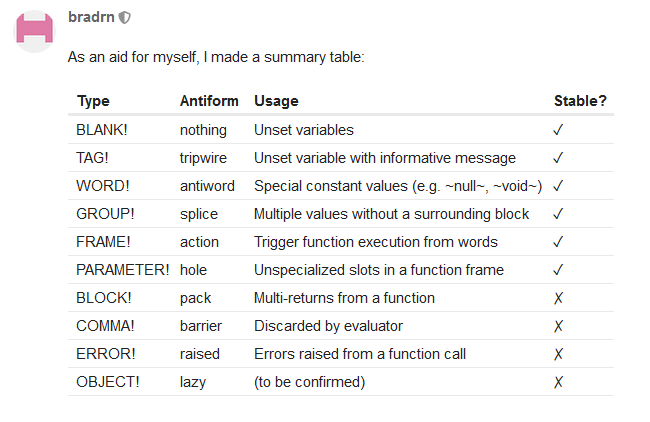 bradrn
As an aid for myself, I made a summary table:
Type Antiform Usage Stable?
BLANK! nothing Unset variables ✓
TAG! tripwire Unset variable with informative message ✓
WORD! antiword Special constant values (e.g. ~null~, ~void~) ✓
GROUP! splice Multiple values without a surrounding block ✓
FRAME! action Trigger function execution from words ✓
PARAMETER! hole Unspecialized slots in a function frame ✓
BLOCK! pack Multi-returns from a function ✗
COMMA! barrier Discarded by evaluator ✗
ERROR! raised Errors raised from a function call ✗
OBJECT! lazy (to be confirmed) ✗